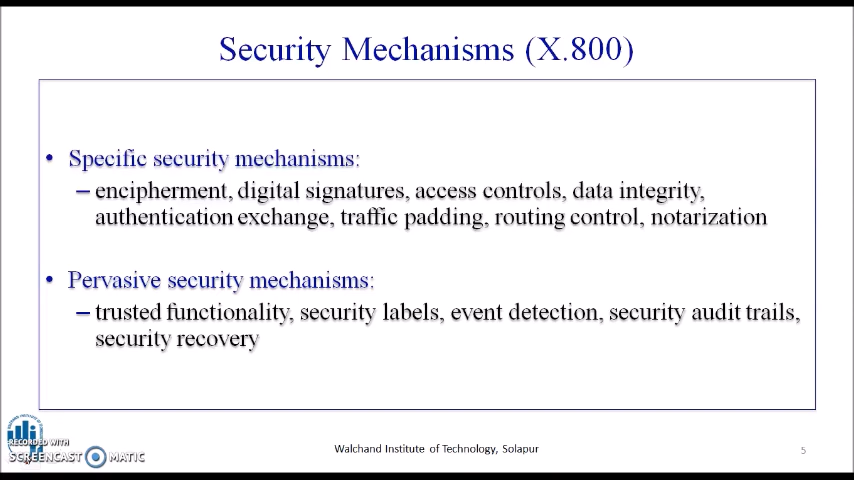 Security Mechanisms (X.800)
• Specific security mechanisms:
– encipherment, digital signatures, access controls, data integrity,
authentication exchange, traffic padding, routing control, notarization
• Pervasive security mechanisms:
– trusted functionality, security labels, event detection, security audit trails,
security recovery
RECORDED WITH
SCREENCAST MATIC
Walchand Institute of Technology, Solapur
5